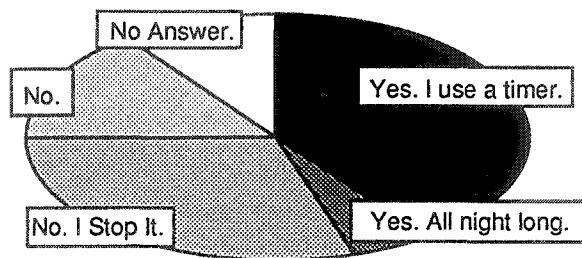 No Answer.
Yes. I use a timer.
No.
No. I Stop It.
Yes. All night long.